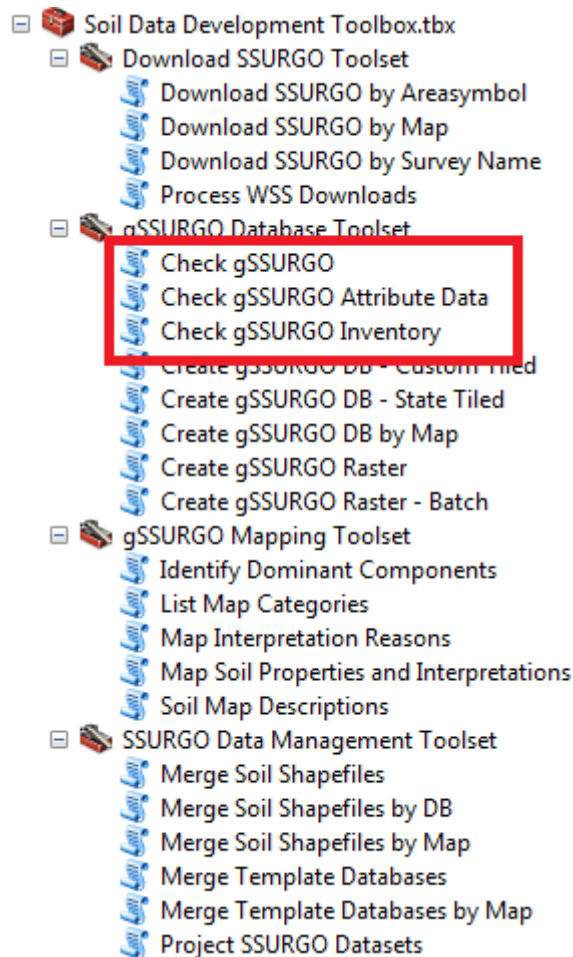 Soil Data Development Toolbox.tbx
Download SSURGO Toolset
Download SSURGO by Areasymbol
Download SSURGO by Map
Download SSURGO by Survey Name
Process WSS Downloads
gSSURGO Database Toolset
Check gSSURGO
Check gSSURGO Attribute Data
Check gSSURGO Inventory
Create gSSURGO DB - Custom Tiled
Create gSSURGO DB - State Tiled
Create gSSURGO DB by Map
Create gSSURGO Raster
Create gSSURGO Raster - Batch
gSSURGO Mapping Toolset
Identify Dominant Components
List Map Categories
Map Interpretation Reasons
Map Soil Properties and Interpretations
Soil Map Descriptions
SSURGO Data Management Toolset
Merge Soil Shapefiles
Merge Soil Shapefiles by DB
Merge Soil Shapefiles by Map
Merge Template Databases
Merge Template Databases by Map
Project SSURGO Datasets